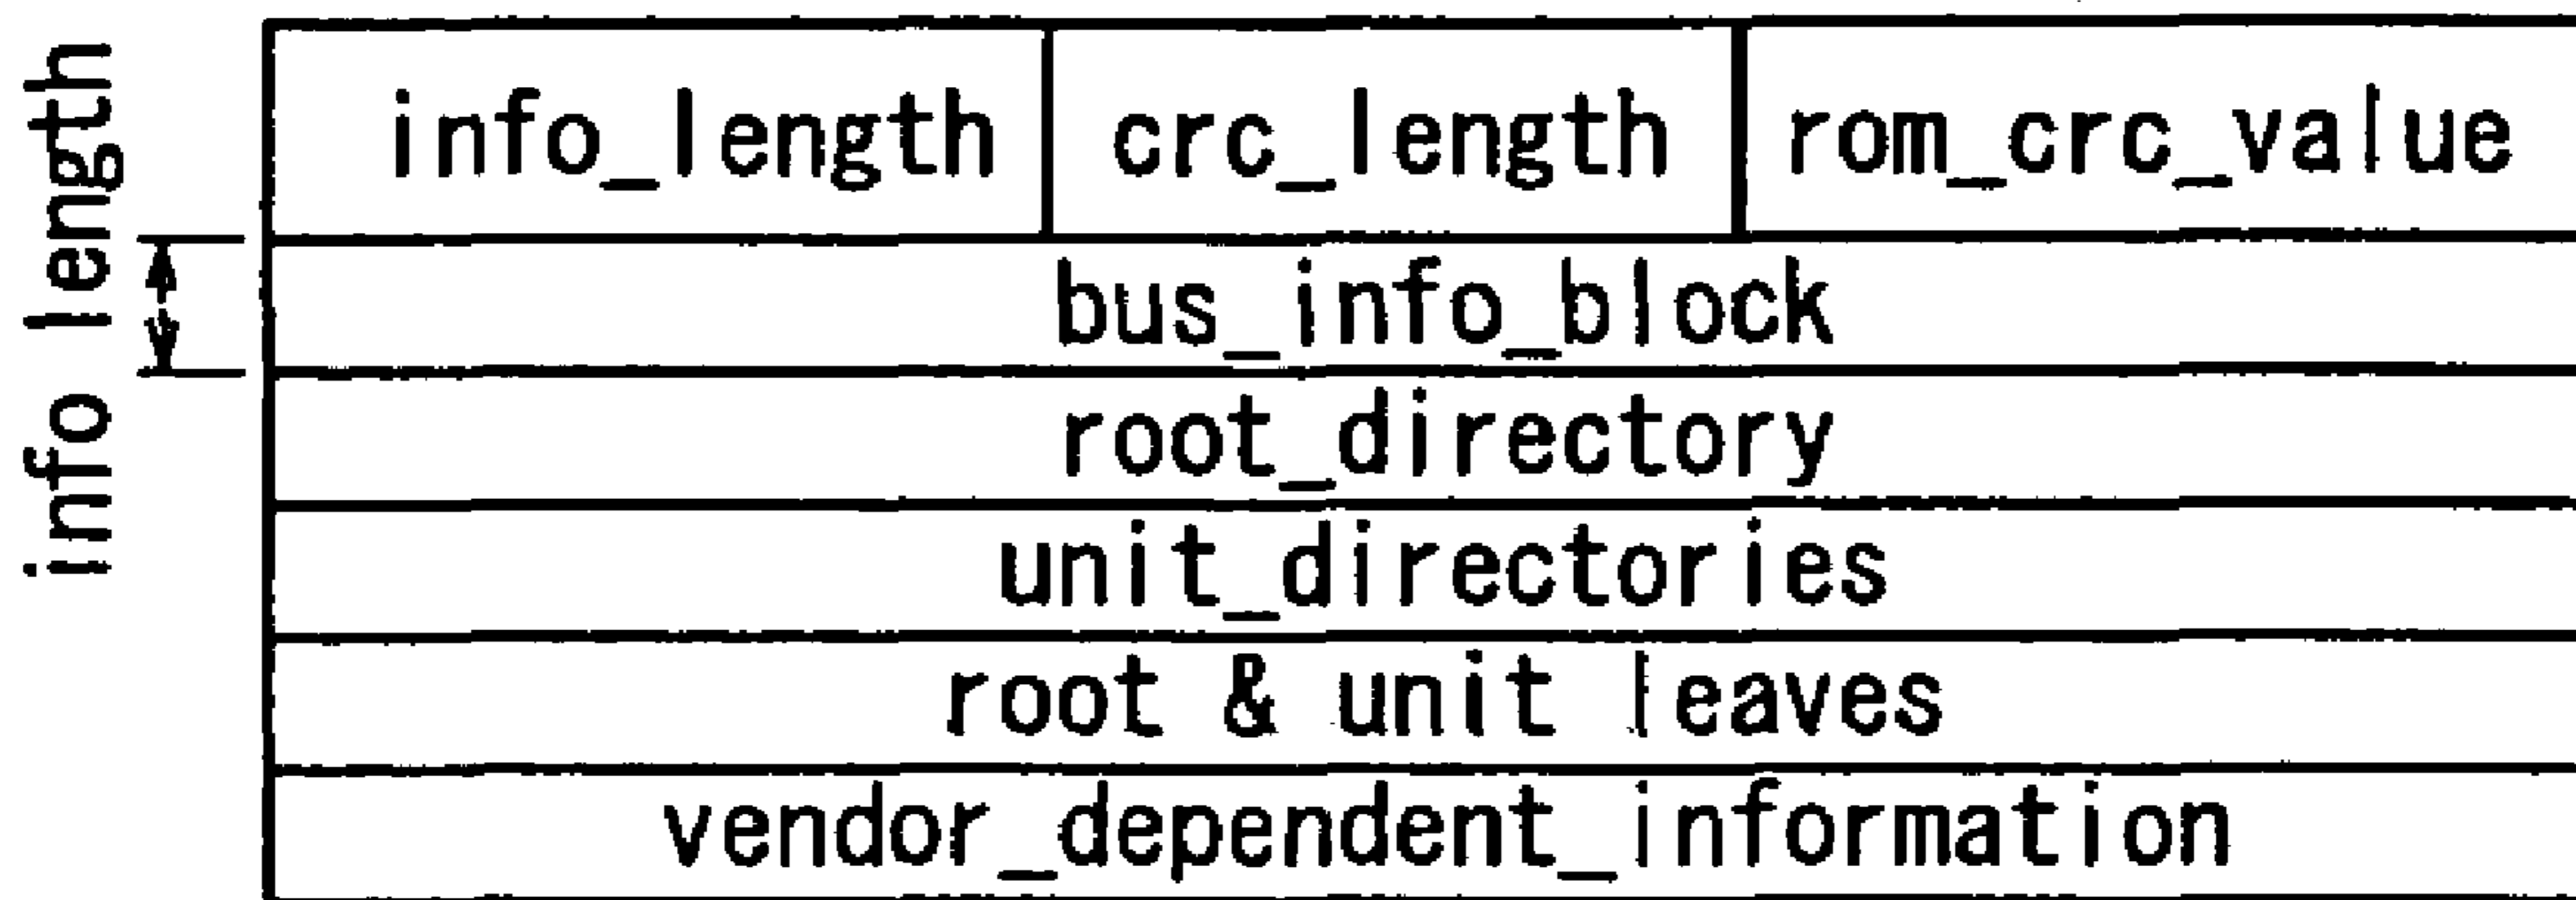 info length
info_length crc_length rom_crc_value
bus_info_block
root_directory
unit_directories
root & unit leaves
vendor_dependent_information